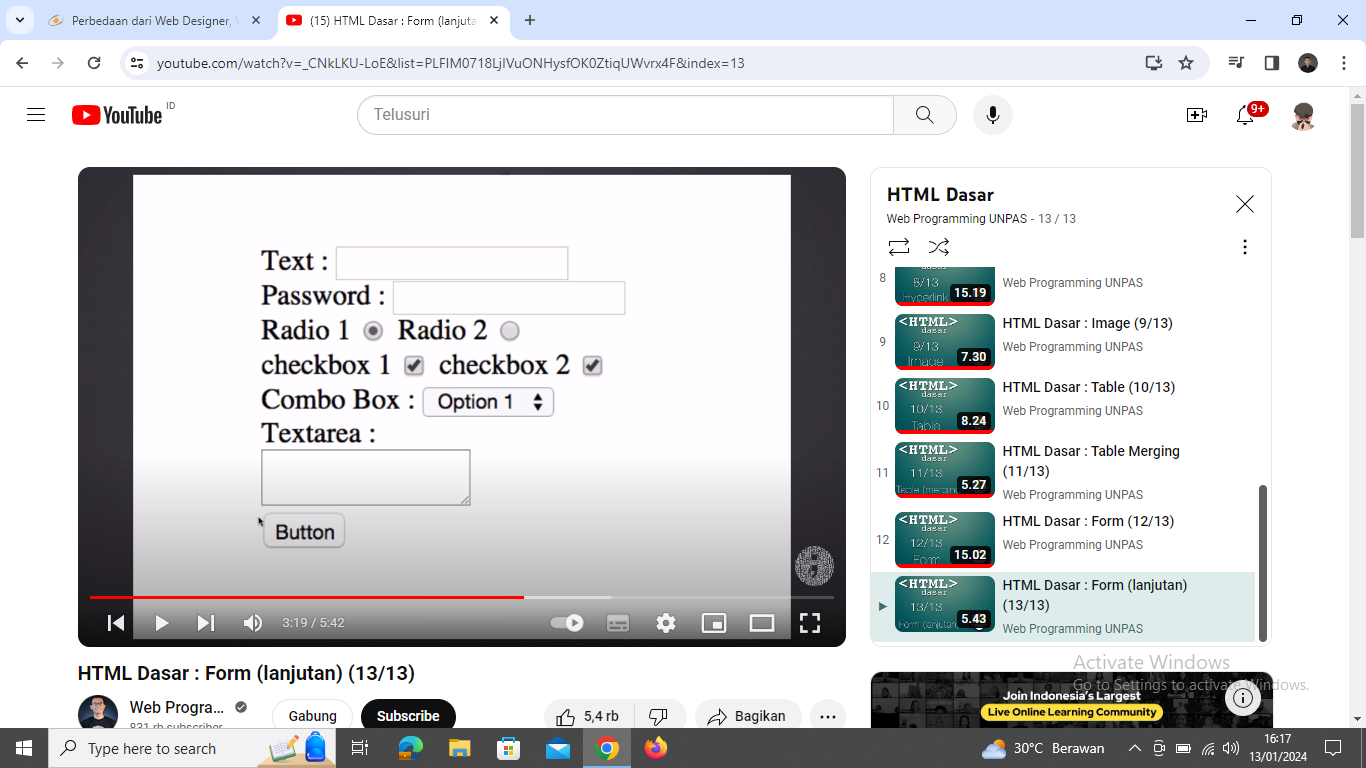 Perbedaan dari Web Designer,
(15) HTML Dasar : Form (lanjuta
youtube.com/watch?v=_CNkLKU-LoE&list=PLFIM0718LjIVuONHysfOK0ZtiqUWvrx4F&index=13
YouTube ID
Telusuri
9+
Text :
Password :
Radio 1 Radio 2
checkbox 1 checkbox 2
Combo Box : Option 1
Textarea :
Button
3:19 / 5:42
HTML Dasar : Form (lanjutan) (13/13)
Web Progra...
831 rb subscriber
Gabung
Subscribe
5,4 rb
Bagikan
HTML Dasar
Web Programming UNPAS - 13 / 13
8
8/13
Hyperlink
15.19
Web Programming UNPAS
9
<HTML>
dasar
9/13
Image
7.30
HTML Dasar : Image (9/13)
Web Programming UNPAS
10
<HTML>
dasar
10/13
Table
8.24
HTML Dasar : Table (10/13)
Web Programming UNPAS
11
<HTML>
dasar
11/13
Table (merging
5.27
HTML Dasar : Table Merging
(11/13)
Web Programming UNPAS
12
<HTML>
dasar
12/13
Form
15.02
HTML Dasar : Form (12/13)
Web Programming UNPAS
<HTML>
dasar
13/13
Form (lanjutan)
5.43
HTML Dasar : Form (lanjutan)
(13/13)
Web Programming UNPAS
Activate Windows
Go to Settings to activate Windows.
Join Indonesia's Largest
Live Online Learning Community
Type here to search
30°C Berawan
16:17
13/01/2024